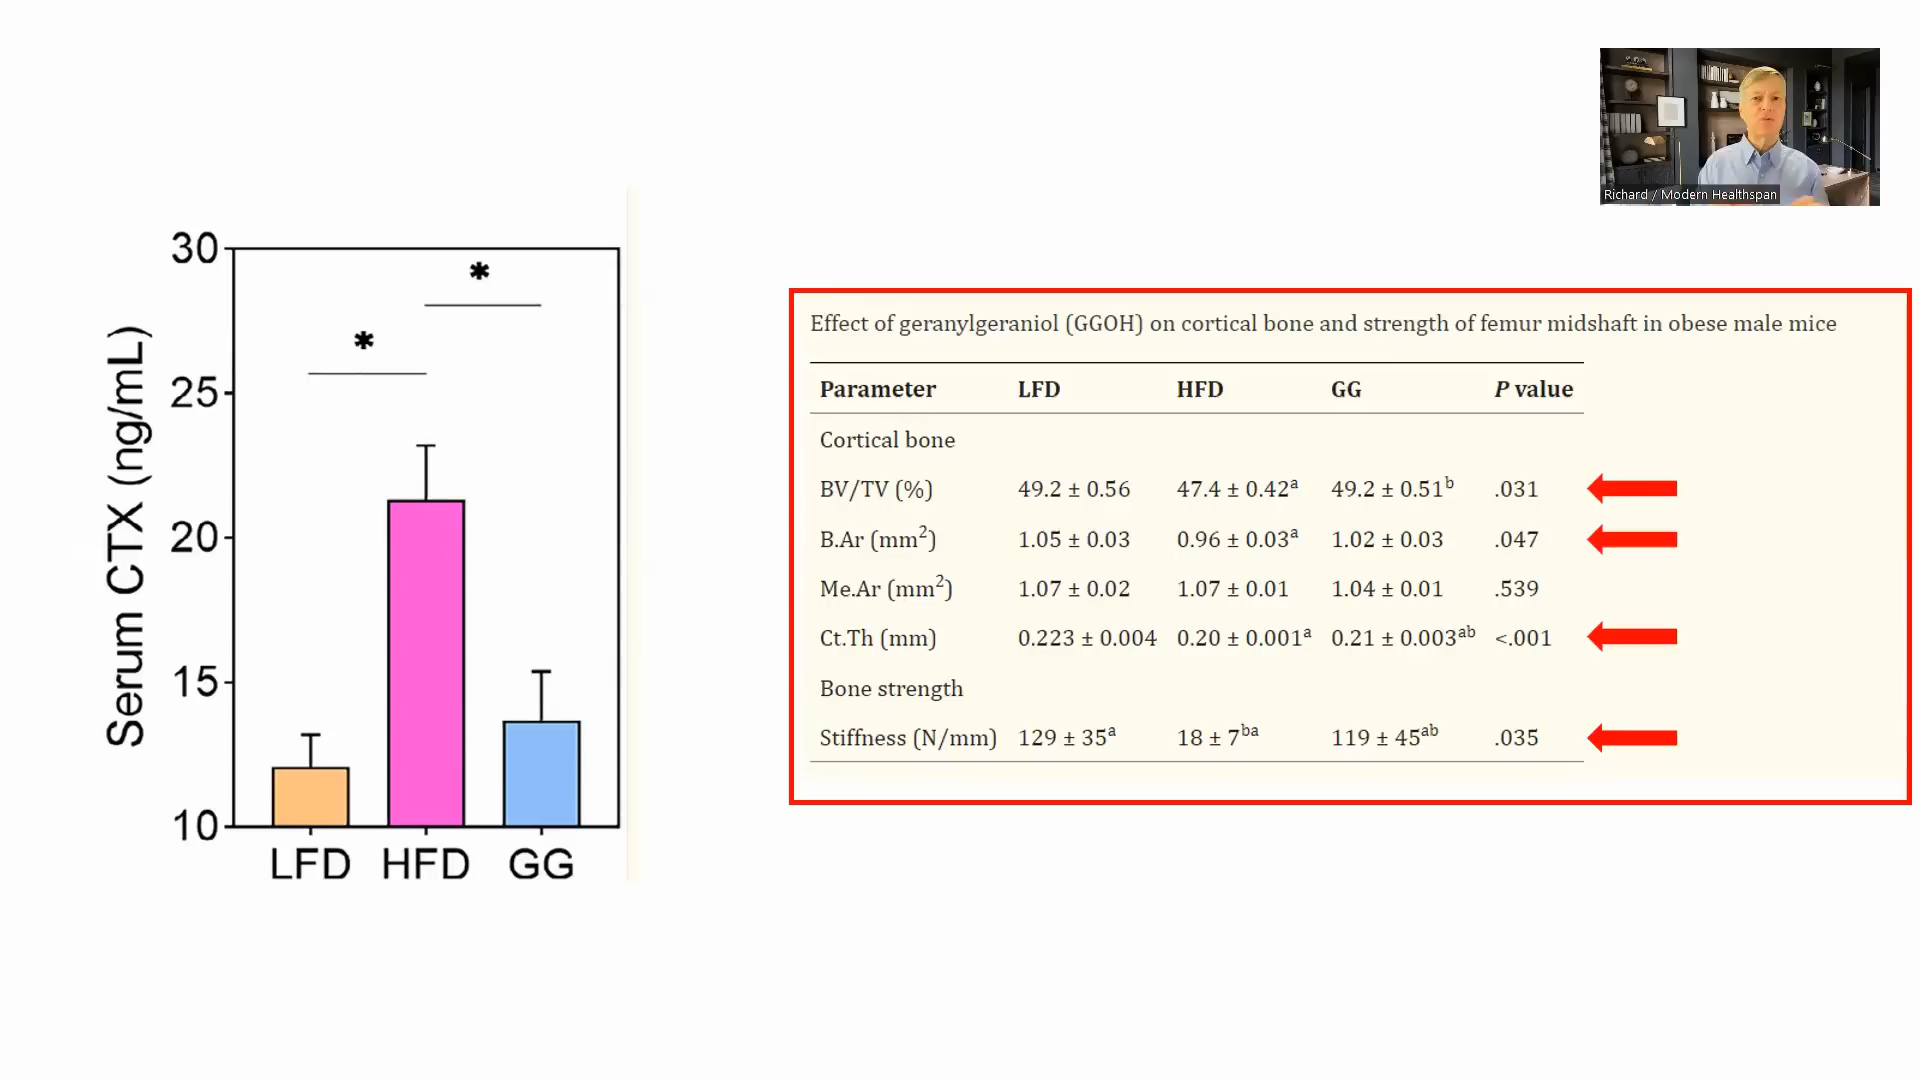 Richard / Modern Healthspan
30
25
20
15
10
Serum CTX (ng/mL)
*
*
LFD HFD GG
Effect of geranylgeraniol (GGOH) on cortical bone and strength of femur midshaft in obese male mice
Parameter LFD HFD GG P value
Cortical bone
BV/TV (%) 49.2 ± 0.56 47.4 ± 0.42ᵃ 49.2 ± 0.51ᵇ .031
B.Ar (mm²) 1.05 ± 0.03 0.96 ± 0.03ᵃ 1.02 ± 0.03 .047
Me.Ar (mm²) 1.07 ± 0.02 1.07 ± 0.01 1.04 ± 0.01 .539
Ct.Th (mm) 0.223 ± 0.004 0.20 ± 0.001ᵃ 0.21 ± 0.003ᵃᵇ <.001
Bone strength
Stiffness (N/mm) 129 ± 35ᵃ 18 ± 7ᵇᵃ 119 ± 45ᵃᵇ .035